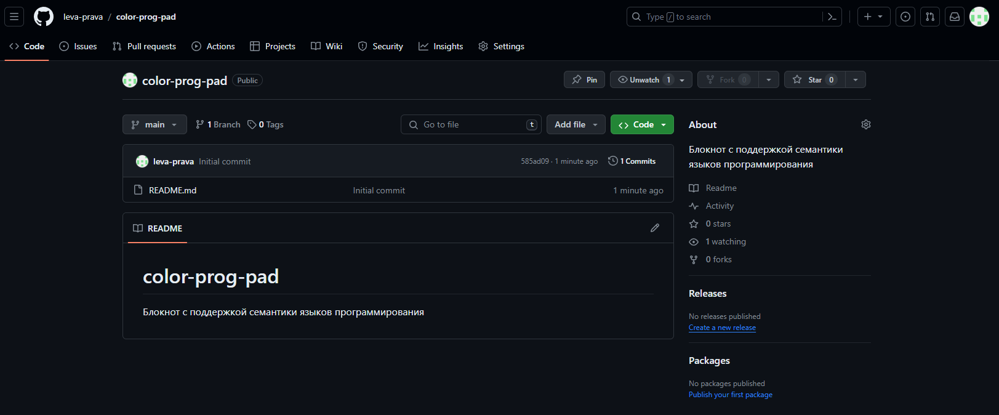 leva-prava / color-prog-pad
Type / to search
Code Issues Pull requests Actions Projects Wiki Security Insights Settings
color-prog-pad Public
Pin Unwatch 1 Fork 0 Star 0
main 1 Branch 0 Tags Go to file t Add file Code
leva-prava Initial commit 585ad09 · 1 minute ago 1 Commits
README.md Initial commit 1 minute ago
README
color-prog-pad
Блокнот с поддержкой семантики языков программирования
About
Блокнот с поддержкой семантики
языков программирования
Readme
Activity
0 stars
1 watching
0 forks
Releases
No releases published
Create a new release
Packages
No packages published
Publish your first package